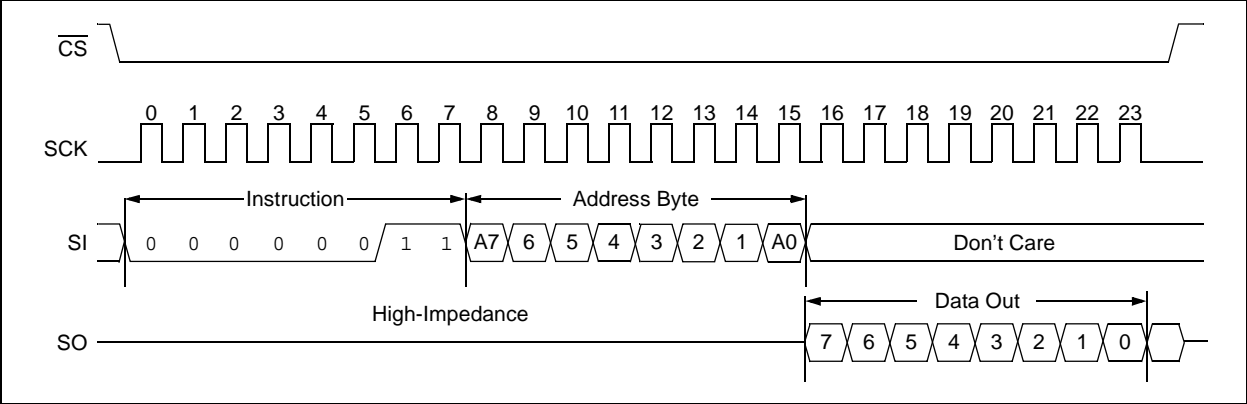 CS
0 1 2 3 4 5 6 7 8 9 10 11 12 13 14 15 16 17 18 19 20 21 22 23
SCK
Instruction Address Byte
SI 0 0 0 0 0 0 1 1 A7 6 5 4 3 2 1 A0 Don't Care
High-Impedance Data Out
SO 7 6 5 4 3 2 1 0